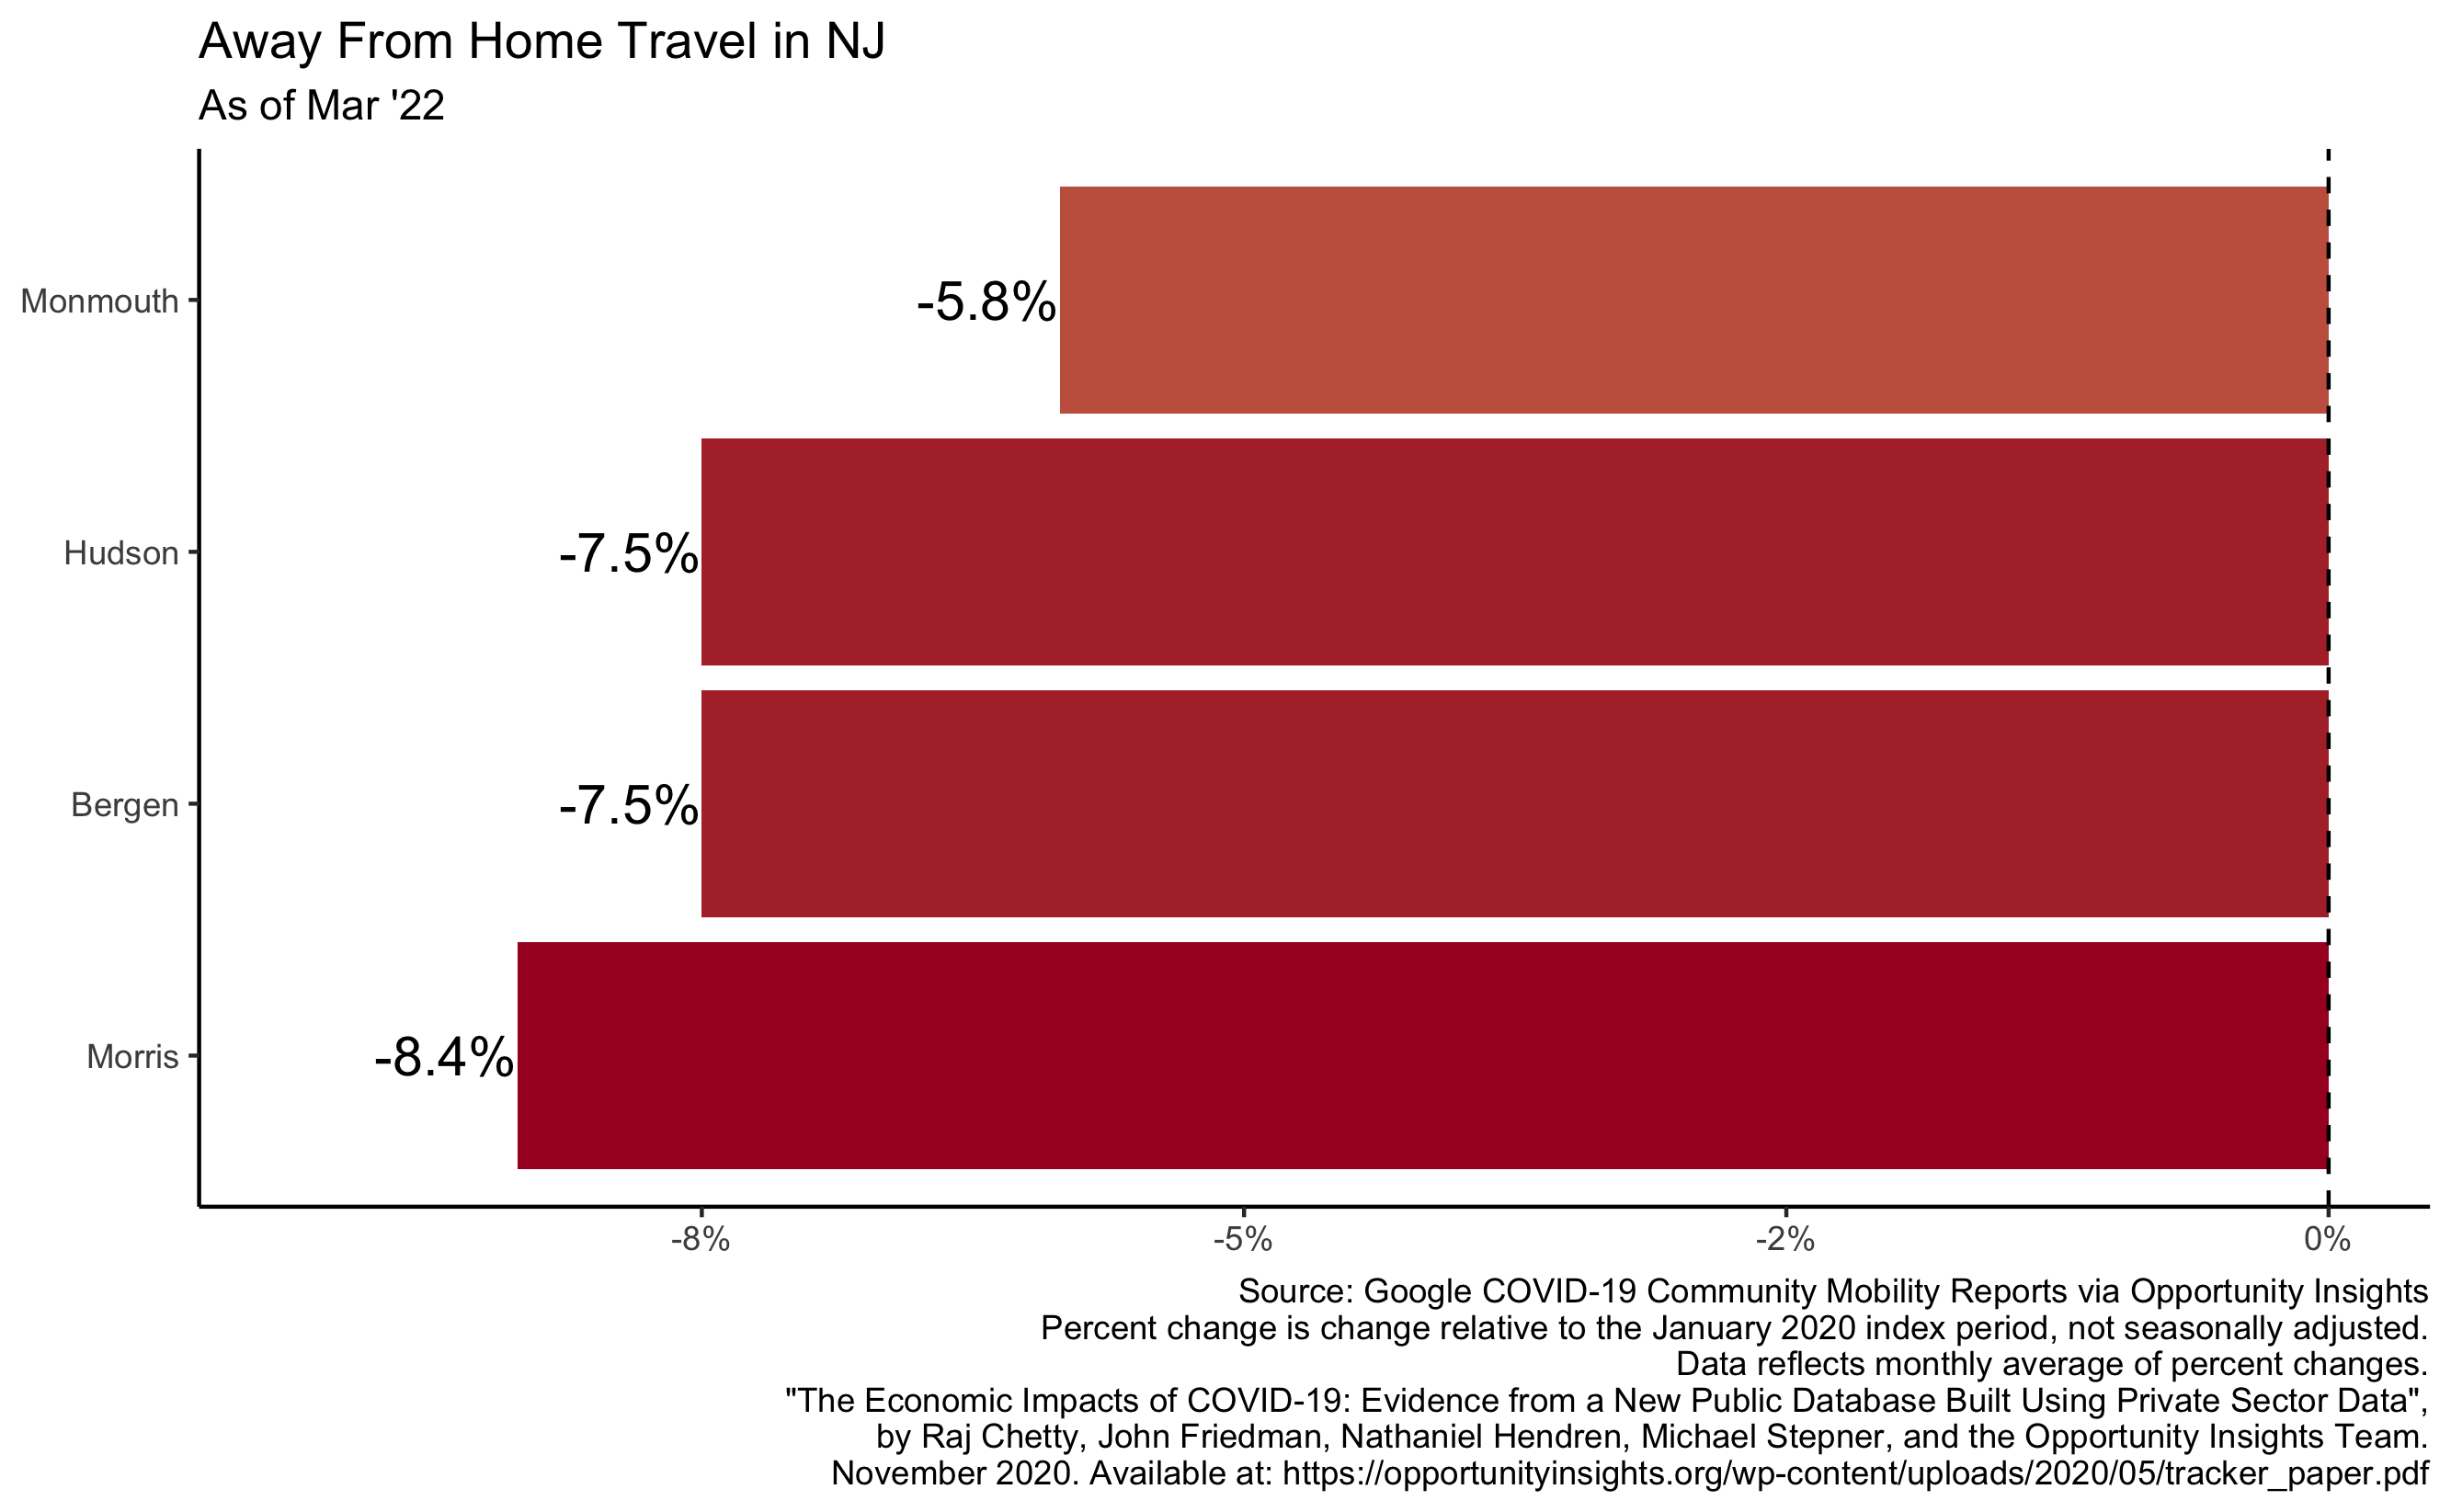 Away From Home Travel in NJ
As of Mar '22
Monmouth
-5.8%
Hudson
-7.5%
Bergen
-7.5%
Morris
-8.4%
-8%
-5%
-2%
0%
Source: Google COVID-19 Community Mobility Reports via Opportunity Insights
Percent change is change relative to the January 2020 index period, not seasonally adjusted.
Data reflects monthly average of percent changes.
"The Economic Impacts of COVID-19: Evidence from a New Public Database Built Using Private Sector Data",
by Raj Chetty, John Friedman, Nathaniel Hendren, Michael Stepner, and the Opportunity Insights Team.
November 2020. Available at: https://opportunityinsights.org/wp-content/uploads/2020/05/tracker_paper.pdf